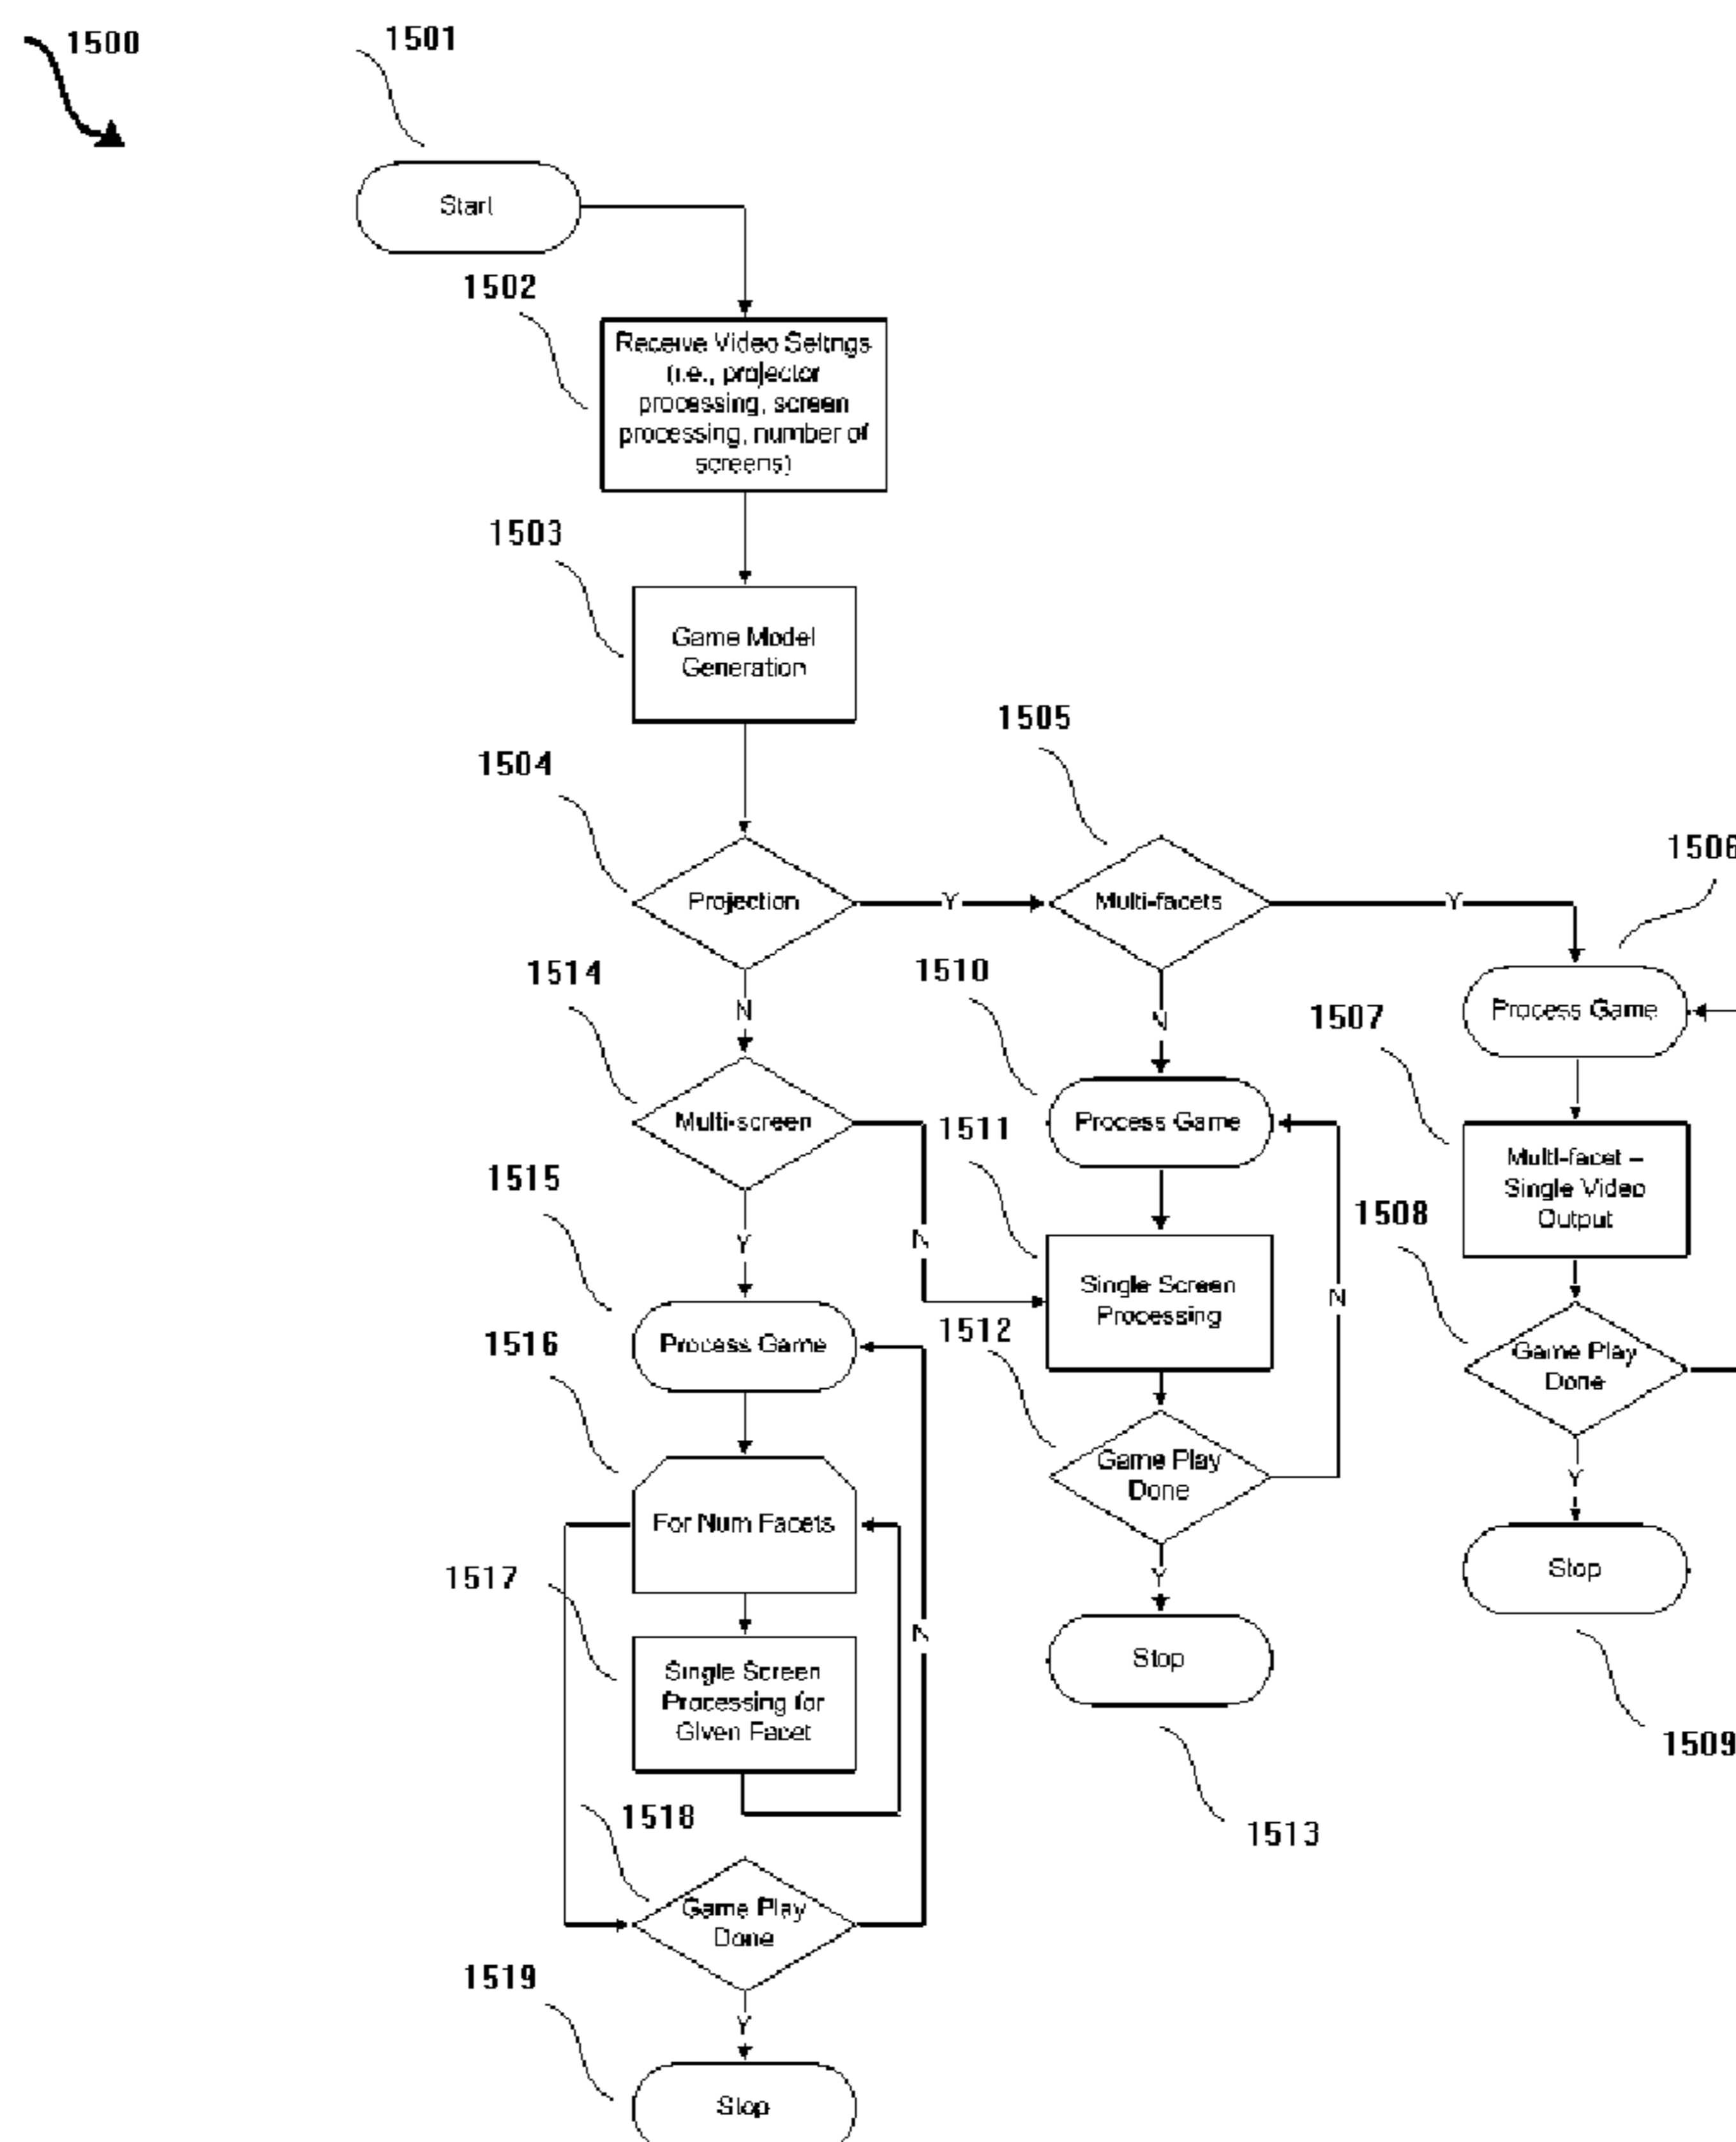 1500
1501
Start
1502
Receive Video Settings
(i.e., projector
processing, screen
processing, number of
screens)
1503
Game Model
Generation
1504
Projection
Y
1505
Multi-facets
Y
1506
Process Game
N
1514
Multi-screen
N
1510
Process Game
1507
Multi-facet –
Single Video
Output
1511
Single Screen
Processing
N
1508
Game Play
Done
Y
1515
Process Game
1512
Game Play
Done
N
Y
Stop
1509
1516
For Num Facets
1517
Single Screen
Processing for
Given Facet
N
Y
Stop
1513
1518
Game Play
Done
Y
1519
Stop